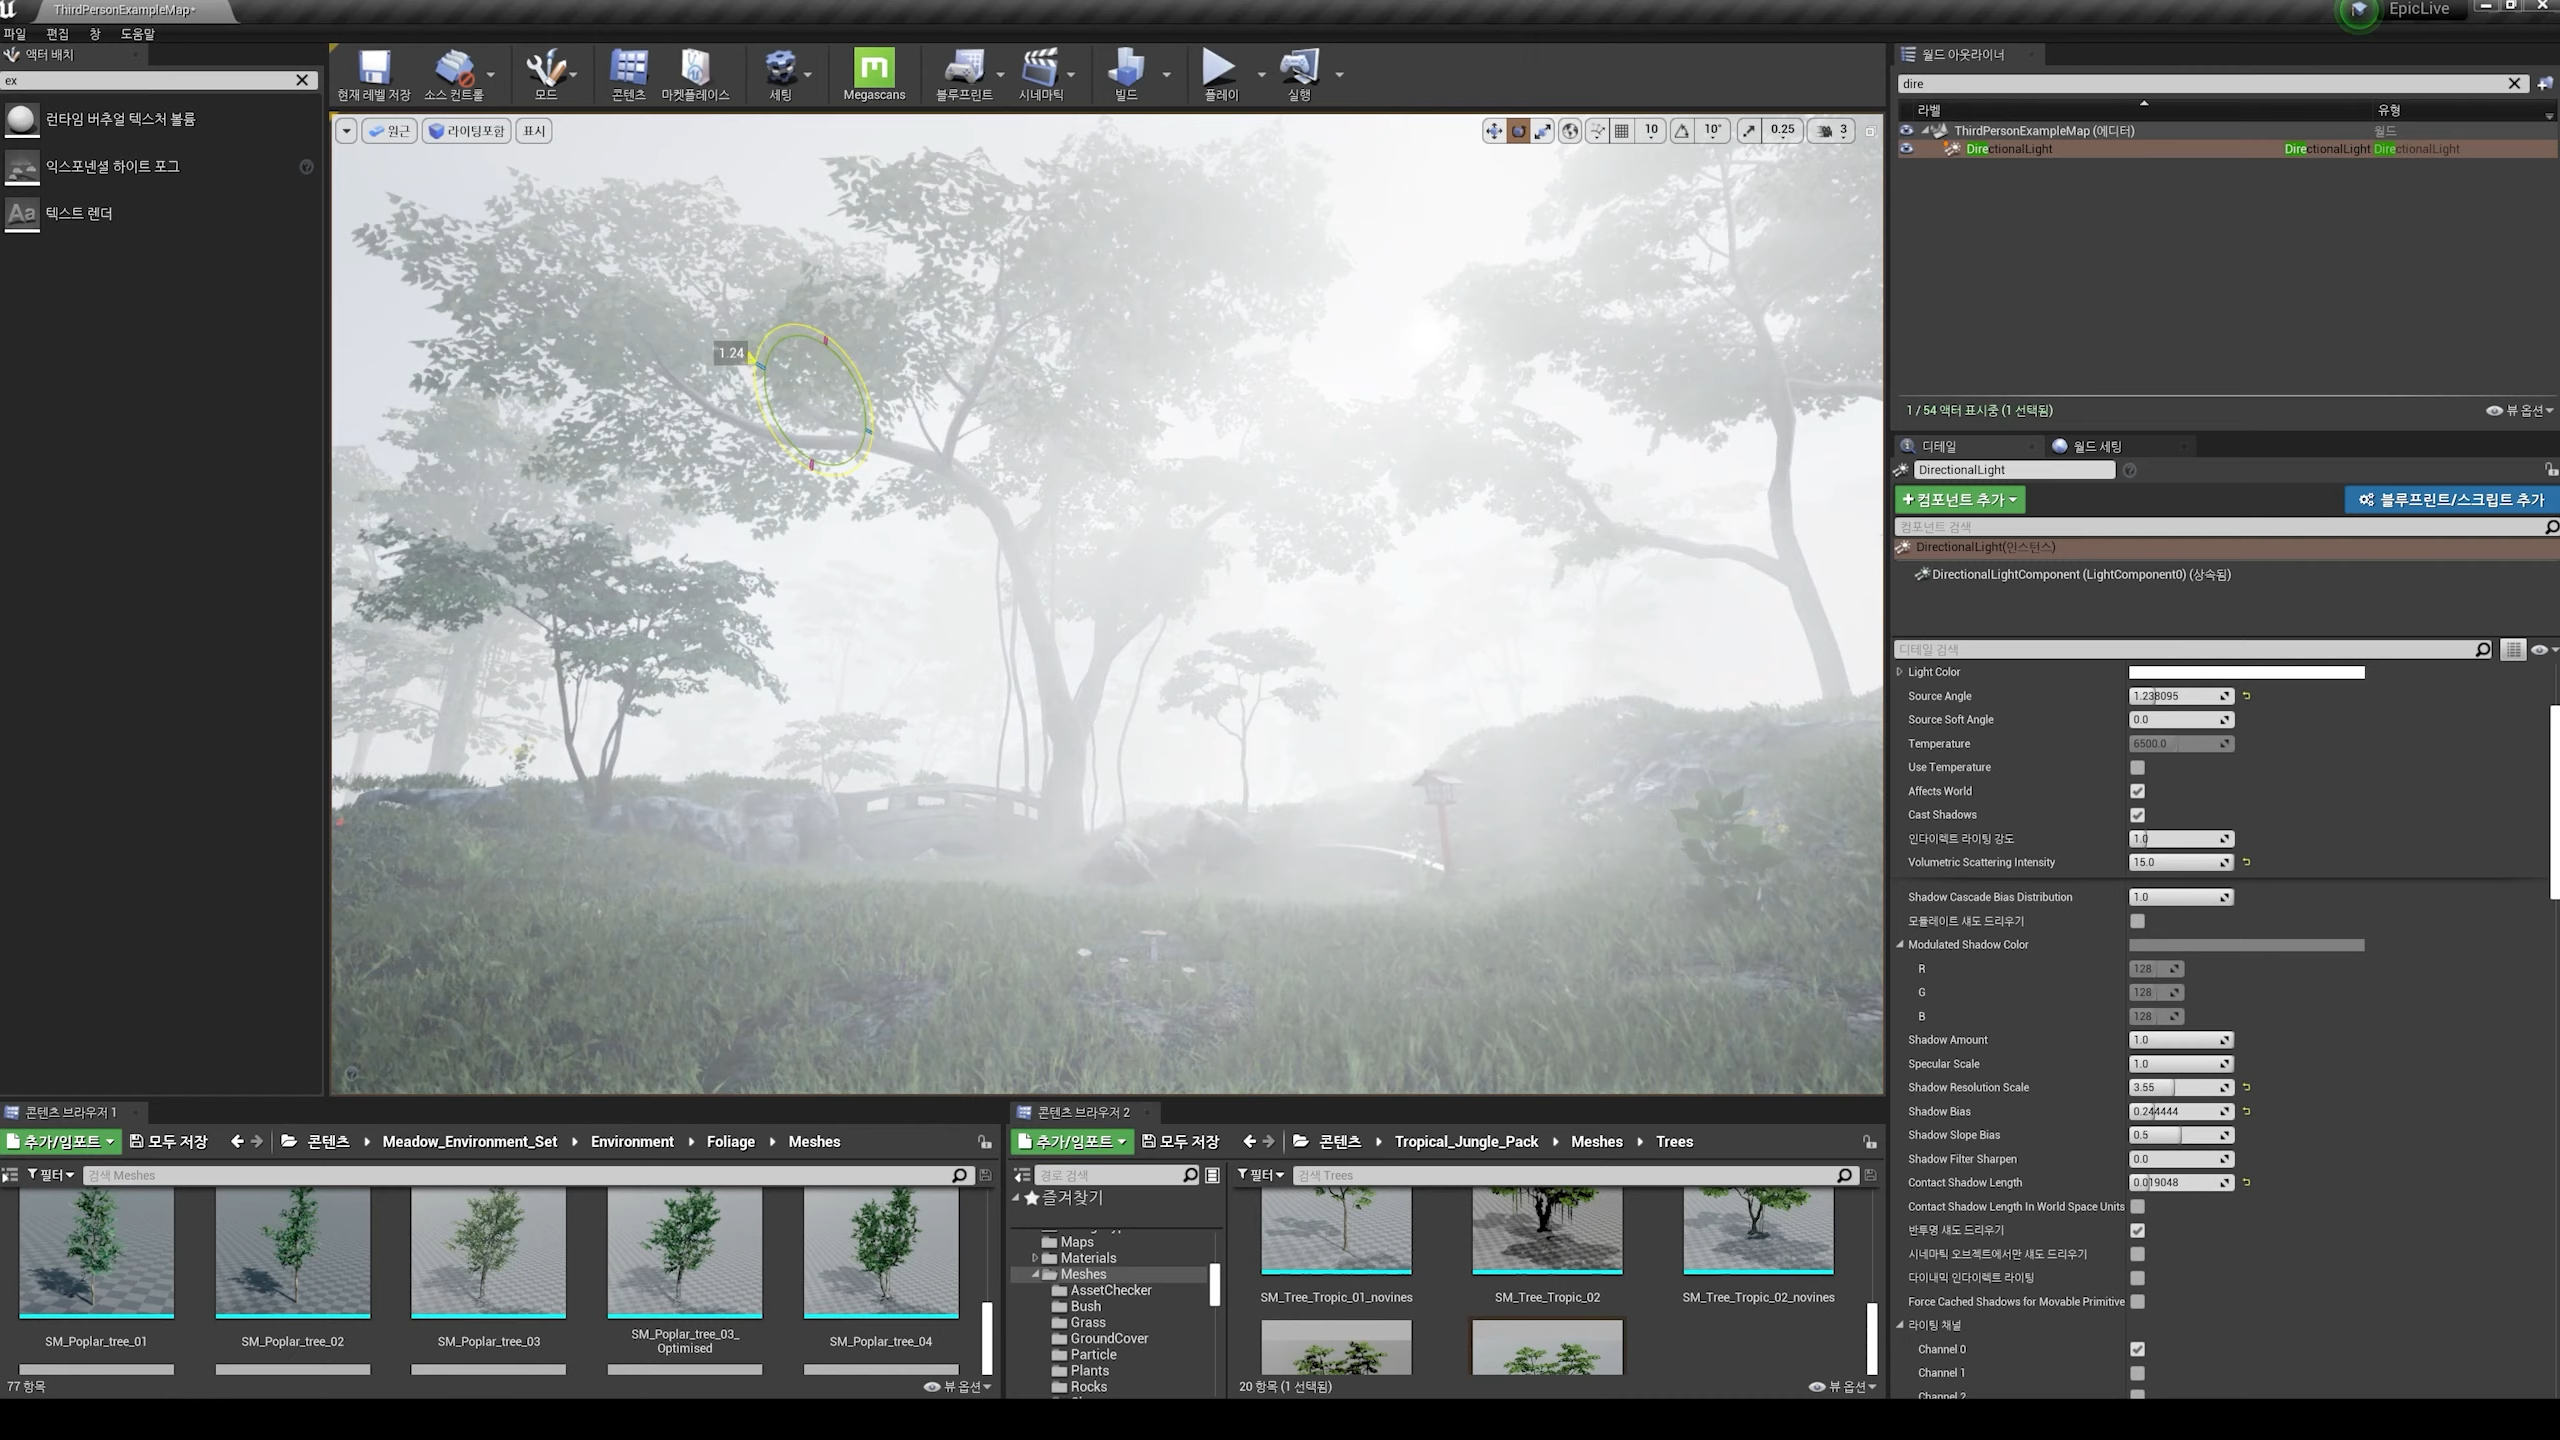 ThirdPersonExampleMap*
EpicLive
파일 편집 창 도움말
액터 배치
ex
런타임 버추얼 텍스처 볼륨
익스포넨셜 하이트 포그
Aa 텍스트 렌더
현재 레벨 저장 소스 컨트롤 모드 콘텐츠 마켓플레이스 세팅 Megascans 블루프린트 시네마틱 빌드 플레이 실행
원근 라이팅포함 표시
10 10° 0.25 3
1.24
월드 아웃라이너
dire
라벨 유형
ThirdPersonExampleMap (에디터) 월드
DirectionalLight DirectionalLight DirectionalLight
1 / 54 액터 표시중 (1 선택됨) 뷰 옵션
디테일 월드 세팅
DirectionalLight
+컴포넌트 추가 블루프린트/스크립트 추가
컴포넌트 검색
DirectionalLight(인스턴스)
DirectionalLightComponent (LightComponent0) (상속됨)
디테일 검색
Light Color
Source Angle 1.238095
Source Soft Angle 0.0
Temperature 6500.0
Use Temperature
Affects World
Cast Shadows
인다이렉트 라이팅 강도 1.0
Volumetric Scattering Intensity 15.0
Shadow Cascade Bias Distribution 1.0
모듈레이트 섀도 드리우기
Modulated Shadow Color
R 128
G 128
B 128
Shadow Amount 1.0
Specular Scale 1.0
Shadow Resolution Scale 3.55
Shadow Bias 0.244444
Shadow Slope Bias 0.5
Shadow Filter Sharpen 0.0
Contact Shadow Length 0.019048
Contact Shadow Length In World Space Units
반투명 섀도 드리우기
시네마틱 오브젝트에서만 섀도 드리우기
다이내믹 인다이렉트 라이팅
Force Cached Shadows for Movable Primitive
라이팅 채널
Channel 0
Channel 1
Channel 2
콘텐츠 브라우저 1
추가/임포트 모두 저장 콘텐츠 Meadow_Environment_Set Environment Foliage Meshes
필터 검색 Meshes
SM_Poplar_tree_01 SM_Poplar_tree_02 SM_Poplar_tree_03 SM_Poplar_tree_03_ SM_Poplar_tree_04
Optimised
77 항목 뷰 옵션
콘텐츠 브라우저 2
추가/임포트 모두 저장 콘텐츠 Tropical_Jungle_Pack Meshes Trees
경로 검색 필터 검색 Trees
즐겨찾기
Maps
Materials
Meshes
AssetChecker
Bush
Grass
GroundCover
Particle
Plants
Rocks
SM_Tree_Tropic_01_novines SM_Tree_Tropic_02 SM_Tree_Tropic_02_novines
20 항목 (1 선택됨) 뷰 옵션